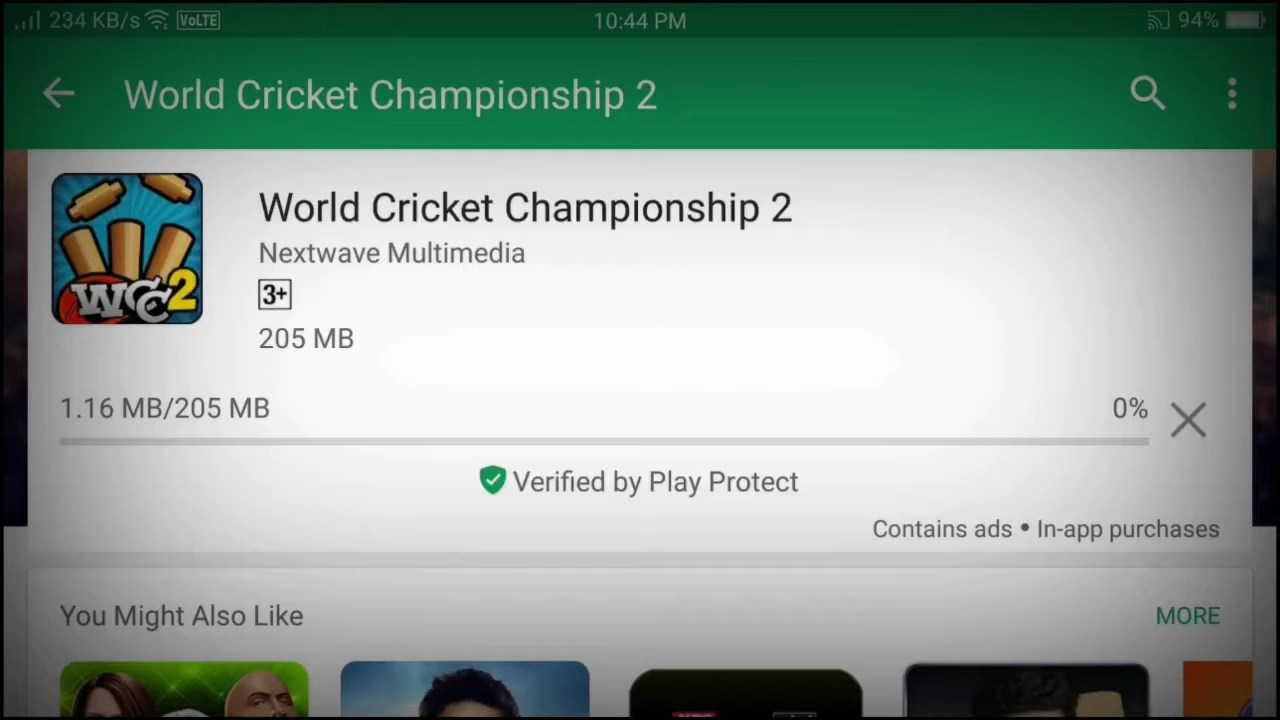 234 KB/s VoLTE 10:44 PM 94%
World Cricket Championship 2
WCC2
World Cricket Championship 2
Nextwave Multimedia
3+
205 MB
1.16 MB/205 MB 0%
Verified by Play Protect
Contains ads • In-app purchases
You Might Also Like MORE